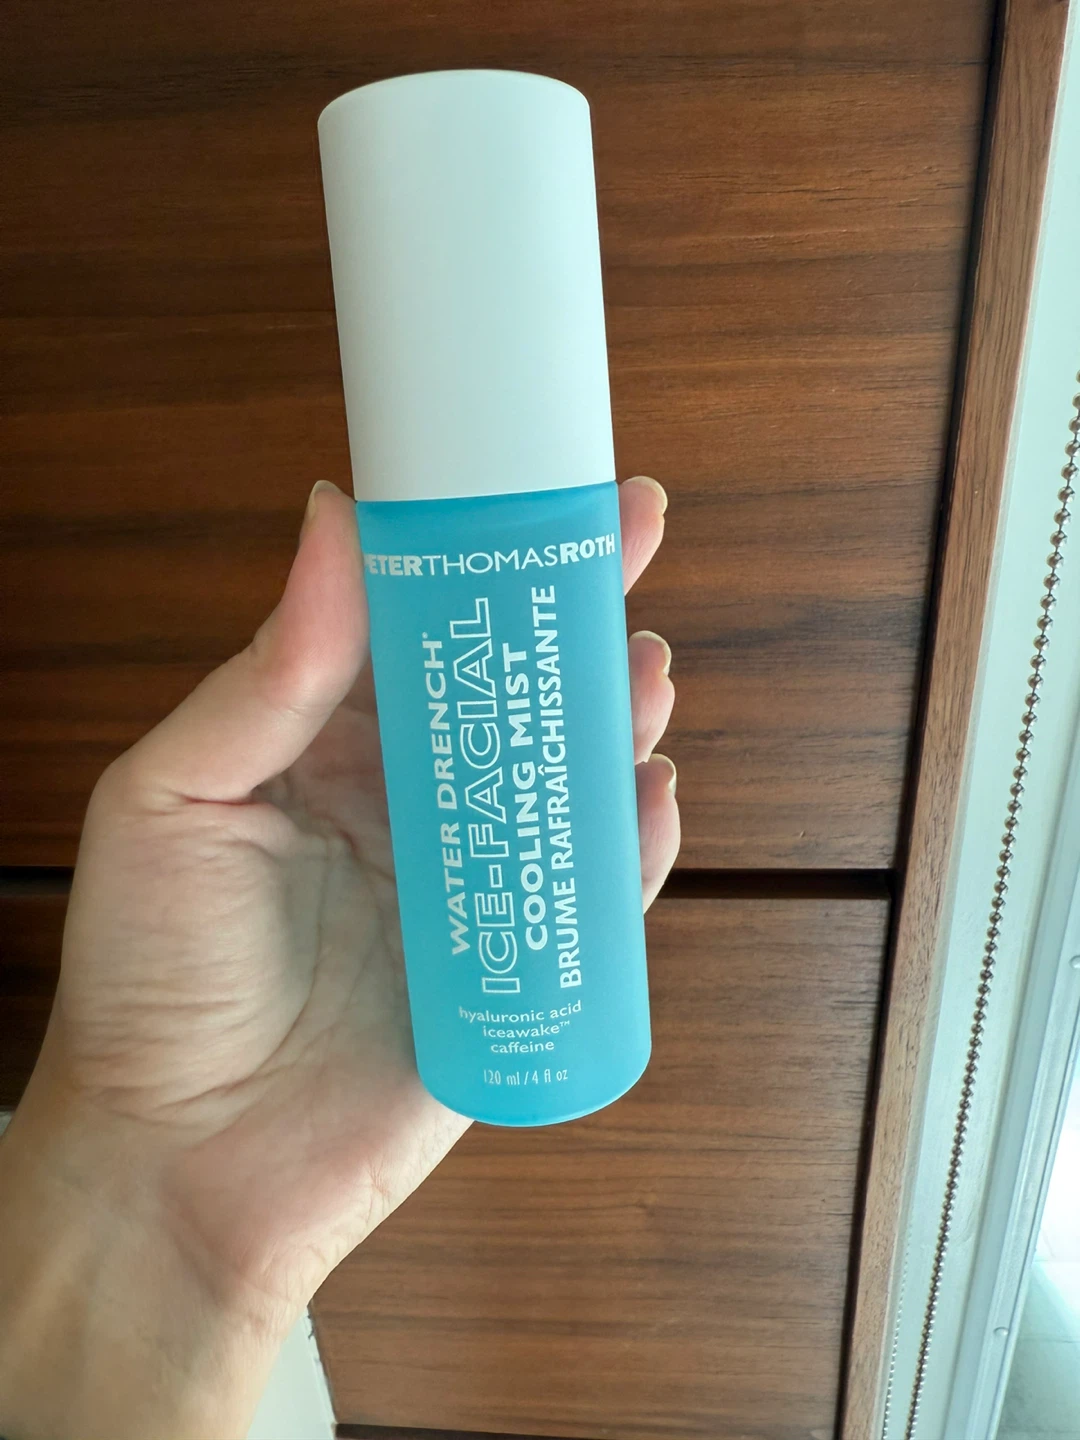 PETERTHOMASROTH
WATER DRENCH®
ICE-FACIAL
COOLING MIST
BRUME RAFRAÎCHISSANTE
hyaluronic acid
iceawake™
caffeine
120 ml / 4 fl oz